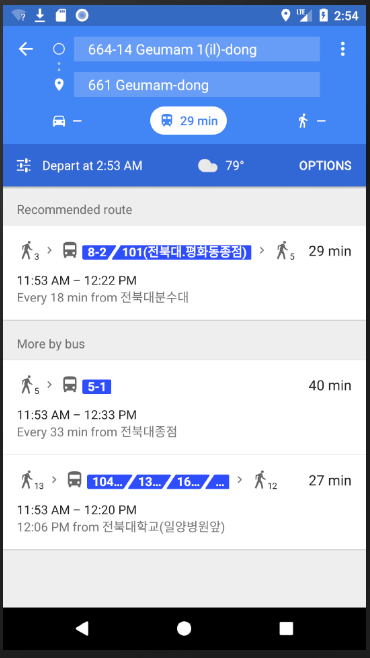 2:54
664-14 Geumam 1(il)-dong
661 Geumam-dong
– 29 min –
Depart at 2:53 AM 79° OPTIONS
Recommended route
3 > 8-2 101(전북대.평화동종점) > 5 29 min
11:53 AM – 12:22 PM
Every 18 min from 전북대분수대
More by bus
5 > 5-1 40 min
11:53 AM – 12:33 PM
Every 33 min from 전북대종점
13 > 104... 13... 16... ... > 12 27 min
11:53 AM – 12:20 PM
12:06 PM from 전북대학교(일양병원앞)